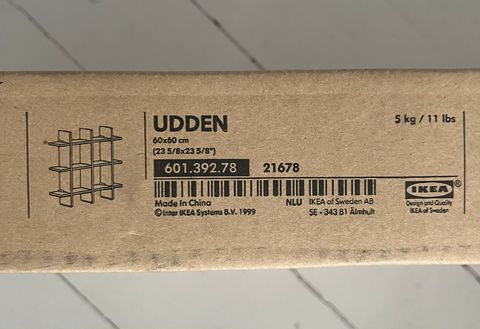 UDDEN
5 kg / 11 lbs
60x60 cm
(23 5/8x23 5/8")
601.392.78 21678
IKEA®
Made In China NLU IKEA of Sweden AB
Design and Quality
© Inter IKEA Systems B.V. 1999 SE - 343 81 Älmhult
IKEA of Sweden